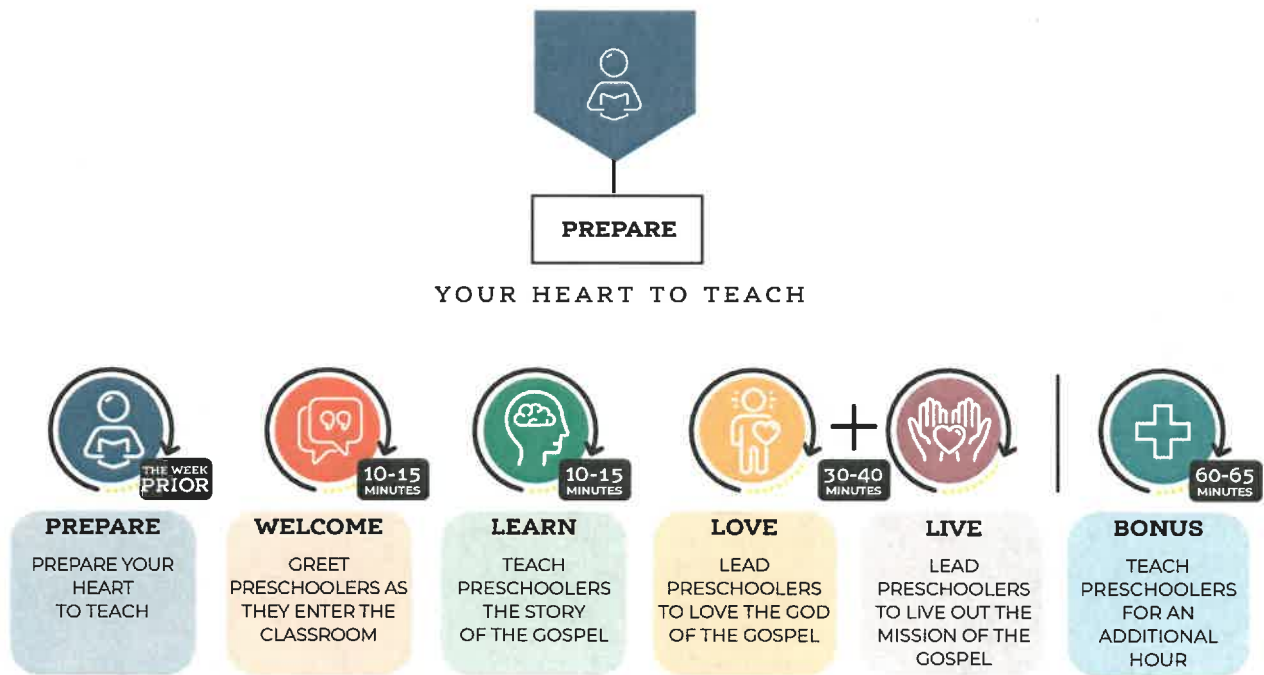 PREPARE
YOUR HEART TO TEACH
THE WEEK
PRIOR
10-15
MINUTES
10-15
MINUTES
30-40
MINUTES
60-65
MINUTES
PREPARE
PREPARE YOUR
HEART
TO TEACH
WELCOME
GREET
PRESCHOOLERS AS
THEY ENTER THE
CLASSROOM
LEARN
TEACH
PRESCHOOLERS
THE STORY
OF THE GOSPEL
LOVE
LEAD
PRESCHOOLERS
TO LOVE THE GOD
OF THE GOSPEL
LIVE
LEAD
PRESCHOOLERS
TO LIVE OUT THE
MISSION OF THE
GOSPEL
BONUS
TEACH
PRESCHOOLERS
FOR AN
ADDITIONAL
HOUR